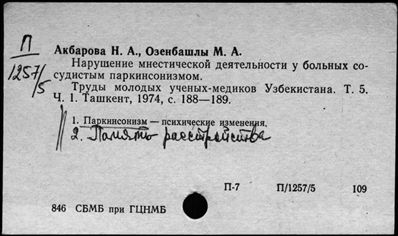 П
1257/5
Акбарова Н. А., Озенбашлы М. А.
Нарушение мнестической деятельности у больных со-
судистым паркинсонизмом.
Труды молодых ученых-медиков Узбекистана. Т. 5.
Ч. 1. Ташкент, 1974, с. 188—189.
1. Паркинсонизм — психические изменения.
2. Память расстройства
П-7 П/1257/5 109
846 СБМБ при ГЦНМБ